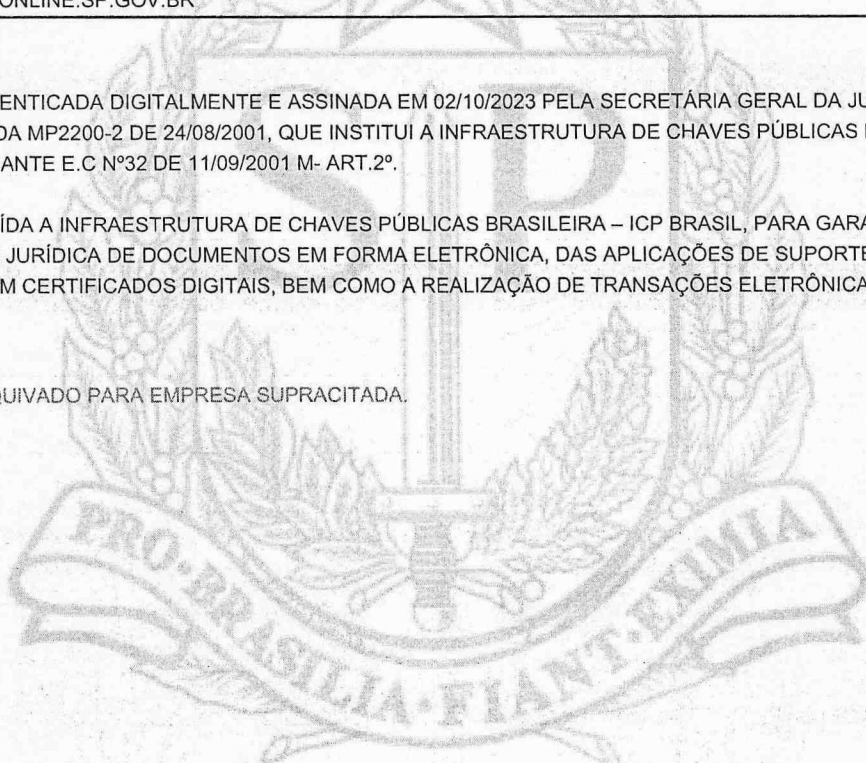 ONLINE.SP.GOV.BR
ENTICADA DIGITALMENTE E ASSINADA EM 02/10/2023 PELA SECRETÁRIA GERAL DA JU
DA MP2200-2 DE 24/08/2001, QUE INSTITUI A INFRAESTRUTURA DE CHAVES PÚBLICAS
ANTE E.C Nº32 DE 11/09/2001 M- ART.2º.
ÍDA A INFRAESTRUTURA DE CHAVES PÚBLICAS BRASILEIRA – ICP BRASIL, PARA GARA
JURÍDICA DE DOCUMENTOS EM FORMA ELETRÔNICA, DAS APLICAÇÕES DE SUPORTE
M CERTIFICADOS DIGITAIS, BEM COMO A REALIZAÇÃO DE TRANSAÇÕES ELETRÔNICA
QUIVADO PARA EMPRESA SUPRACITADA.
SP
PRO·BRASILIA·FIANT·EXIMIA